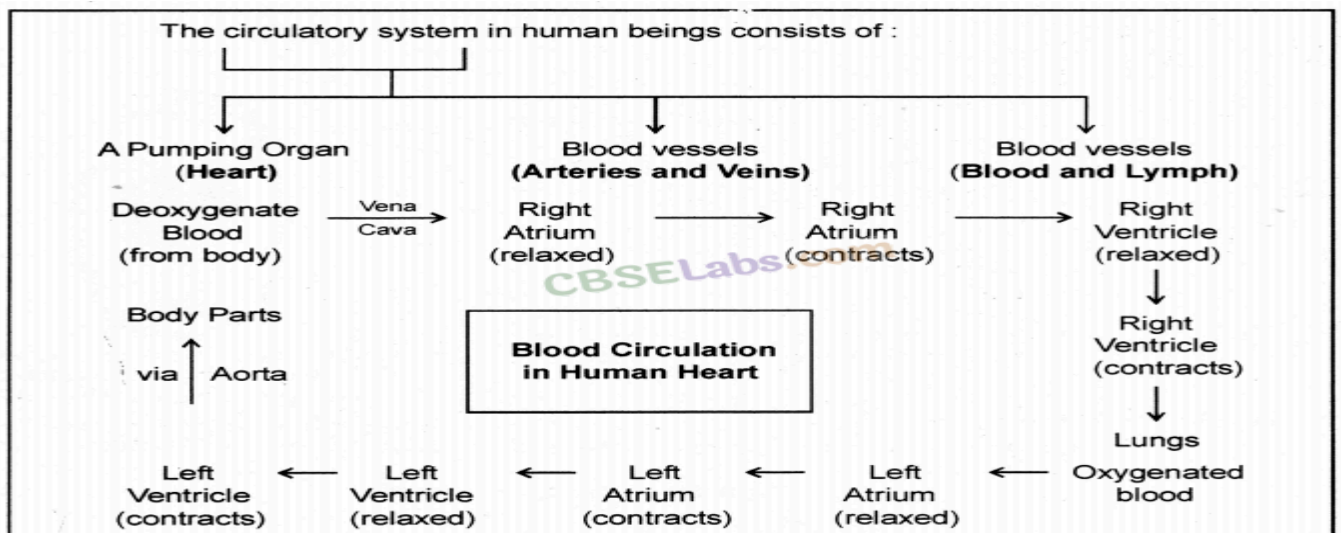 The circulatory system in human beings consists of :
A Pumping Organ
(Heart)
Blood vessels
(Arteries and Veins)
Blood vessels
(Blood and Lymph)
Deoxygenate
Blood
(from body)
Vena
Cava
Right
Atrium
(relaxed)
Right
Atrium
(contracts)
Right
Ventricle
(relaxed)
CBSELabs.com
Body Parts
via Aorta
Blood Circulation
in Human Heart
Right
Ventricle
(contracts)
Lungs
Oxygenated
blood
Left
Atrium
(relaxed)
Left
Atrium
(contracts)
Left
Ventricle
(relaxed)
Left
Ventricle
(contracts)